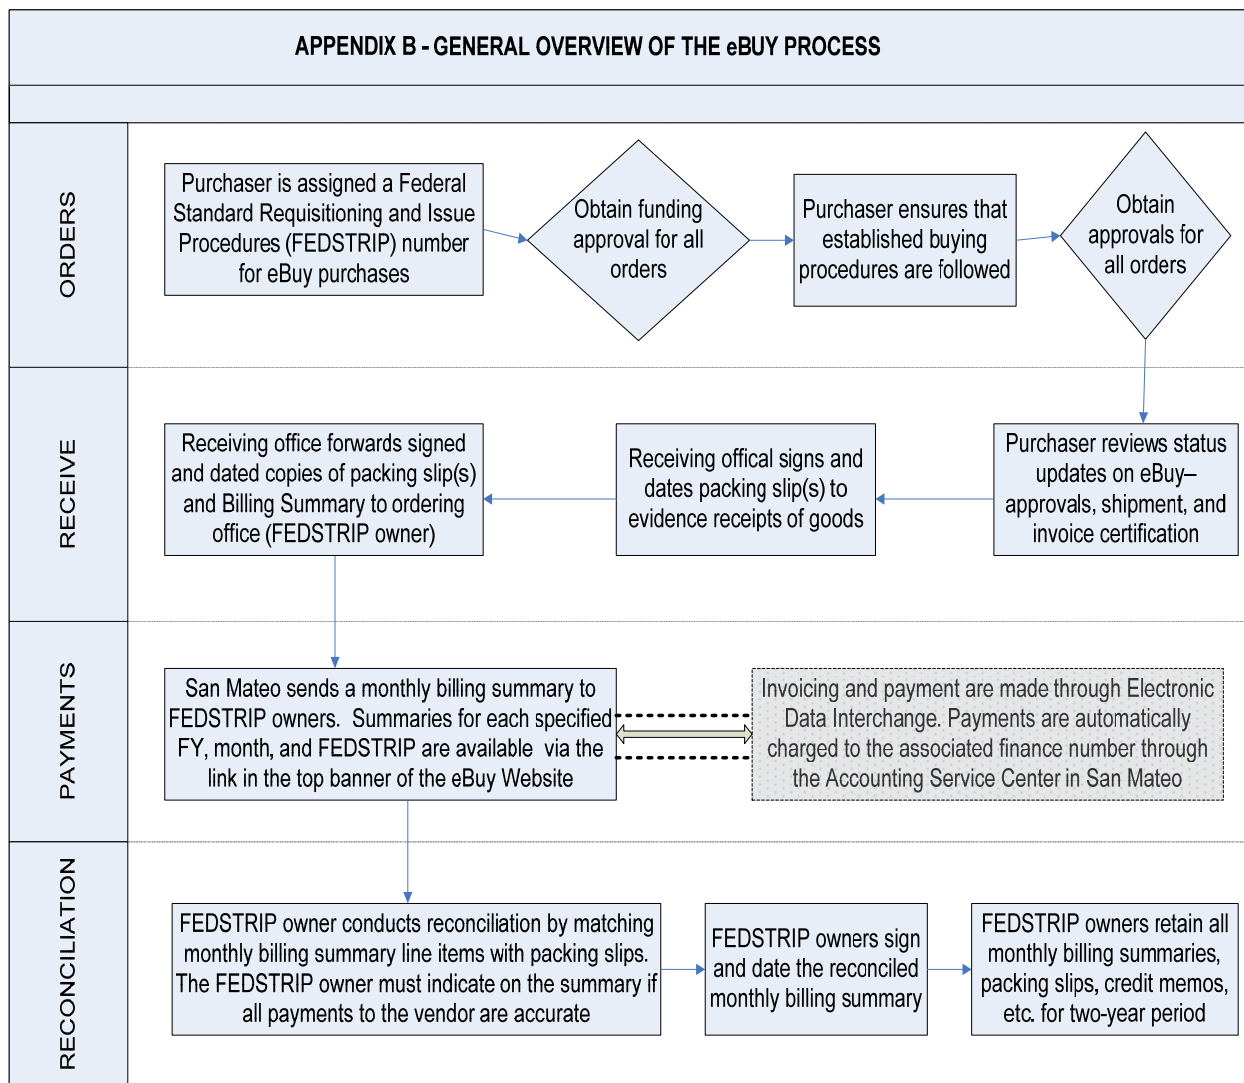 APPENDIX B - GENERAL OVERVIEW OF THE eBUY PROCESS
ORDERS
Purchaser is assigned a Federal
Standard Requisitioning and Issue
Procedures (FEDSTRIP) number
for eBuy purchases
Obtain funding
approval for all
orders
Purchaser ensures that
established buying
procedures are followed
Obtain
approvals for
all orders
RECEIVE
Receiving office forwards signed
and dated copies of packing slip(s)
and Billing Summary to ordering
office (FEDSTRIP owner)
Receiving offical signs and
dates packing slip(s) to
evidence receipts of goods
Purchaser reviews status
updates on eBuy–
approvals, shipment, and
invoice certification
PAYMENTS
San Mateo sends a monthly billing summary to
FEDSTRIP owners. Summaries for each specified
FY, month, and FEDSTRIP are available via the
link in the top banner of the eBuy Website
Invoicing and payment are made through Electronic
Data Interchange. Payments are automatically
charged to the associated finance number through
the Accounting Service Center in San Mateo
RECONCILIATION
FEDSTRIP owner conducts reconciliation by matching
monthly billing summary line items with packing slips.
The FEDSTRIP owner must indicate on the summary if
all payments to the vendor are accurate
FEDSTRIP owners sign
and date the reconciled
monthly billing summary
FEDSTRIP owners retain all
monthly billing summaries,
packing slips, credit memos,
etc. for two-year period